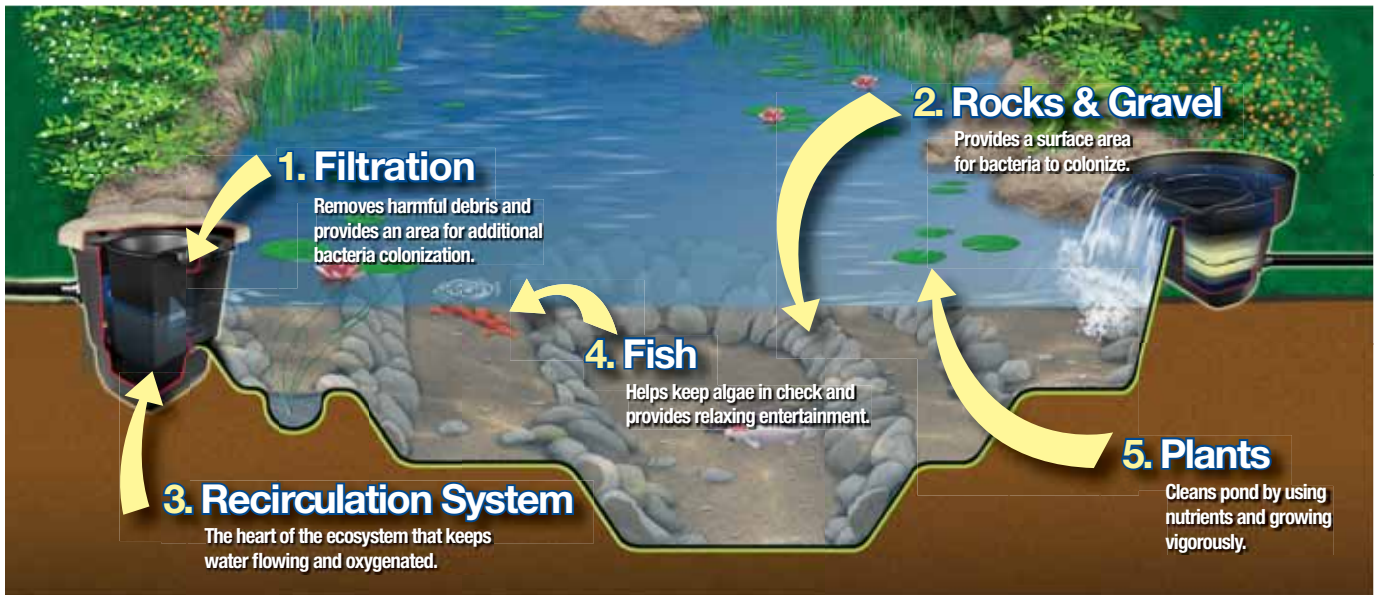 1. Filtration
Removes harmful debris and
provides an area for additional
bacteria colonization.
2. Rocks & Gravel
Provides a surface area
for bacteria to colonize.
3. Recirculation System
The heart of the ecosystem that keeps
water flowing and oxygenated.
4. Fish
Helps keep algae in check and
provides relaxing entertainment.
5. Plants
Cleans pond by using
nutrients and growing
vigorously.